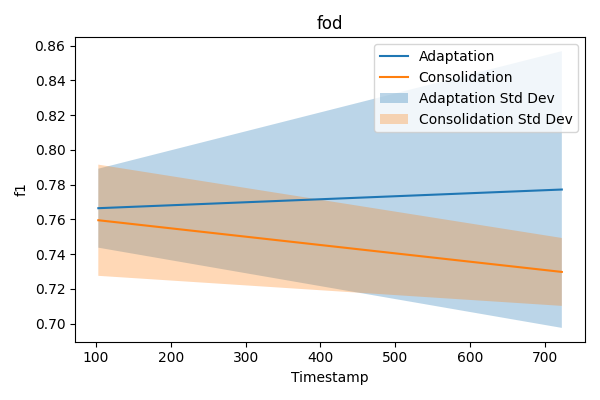 fod
0.86
0.84
0.82
0.80
0.78
0.76
0.74
0.72
0.70
f1
Adaptation
Consolidation
Adaptation Std Dev
Consolidation Std Dev
100 200 300 400 500 600 700
Timestamp